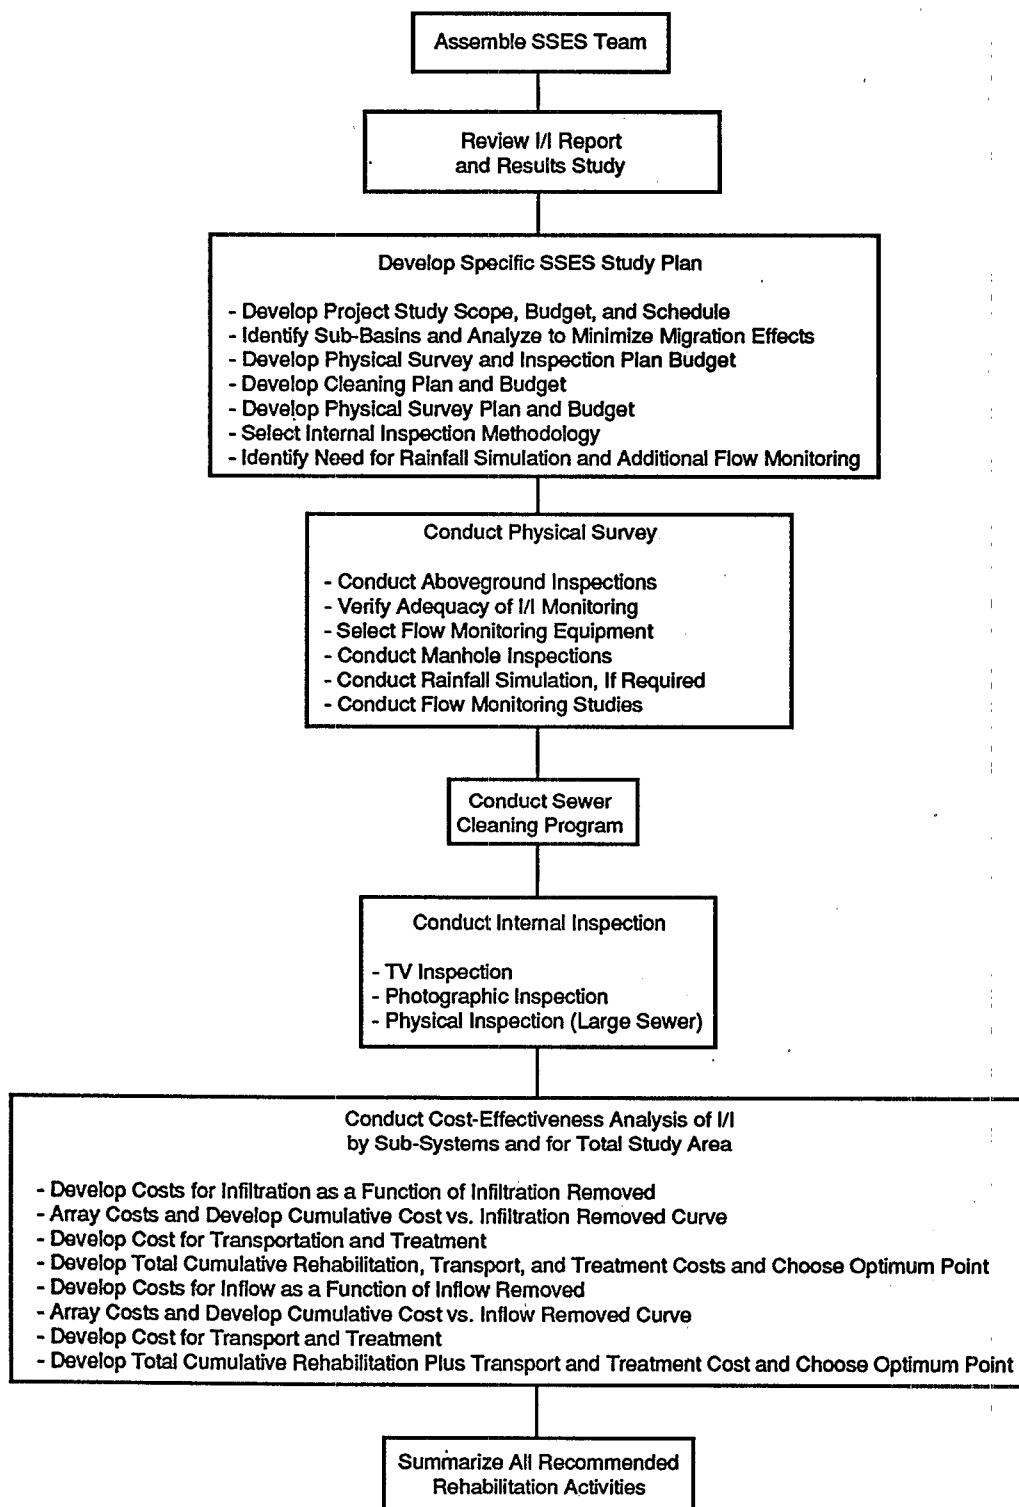 Assemble SSES Team
Review I/I Report
and Results Study
Develop Specific SSES Study Plan
- Develop Project Study Scope, Budget, and Schedule
- Identify Sub-Basins and Analyze to Minimize Migration Effects
- Develop Physical Survey and Inspection Plan Budget
- Develop Cleaning Plan and Budget
- Develop Physical Survey Plan and Budget
- Select Internal Inspection Methodology
- Identify Need for Rainfall Simulation and Additional Flow Monitoring
Conduct Physical Survey
- Conduct Aboveground Inspections
- Verify Adequacy of I/I Monitoring
- Select Flow Monitoring Equipment
- Conduct Manhole Inspections
- Conduct Rainfall Simulation, If Required
- Conduct Flow Monitoring Studies
Conduct Sewer
Cleaning Program
Conduct Internal Inspection
- TV Inspection
- Photographic Inspection
- Physical Inspection (Large Sewer)
Conduct Cost-Effectiveness Analysis of I/I
by Sub-Systems and for Total Study Area
- Develop Costs for Infiltration as a Function of Infiltration Removed
- Array Costs and Develop Cumulative Cost vs. Infiltration Removed Curve
- Develop Cost for Transportation and Treatment
- Develop Total Cumulative Rehabilitation, Transport, and Treatment Costs and Choose Optimum Point
- Develop Costs for Inflow as a Function of Inflow Removed
- Array Costs and Develop Cumulative Cost vs. Inflow Removed Curve
- Develop Cost for Transport and Treatment
- Develop Total Cumulative Rehabilitation Plus Transport and Treatment Cost and Choose Optimum Point
Summarize All Recommended
Rehabilitation Activities